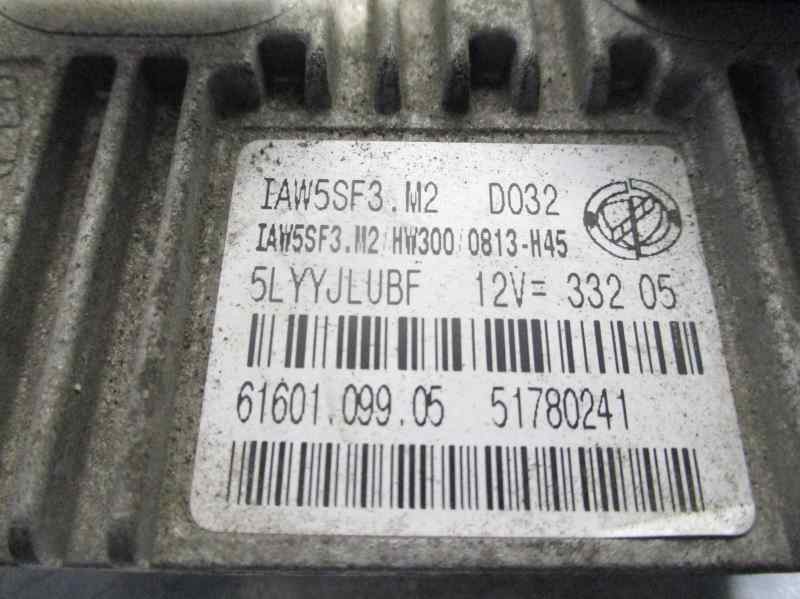 IAW5SF3.M2 D032
IAW5SF3.M2/HW300/0813-H45
5LYYJLUBF 12V= 332 05
61601.099.05 51780241